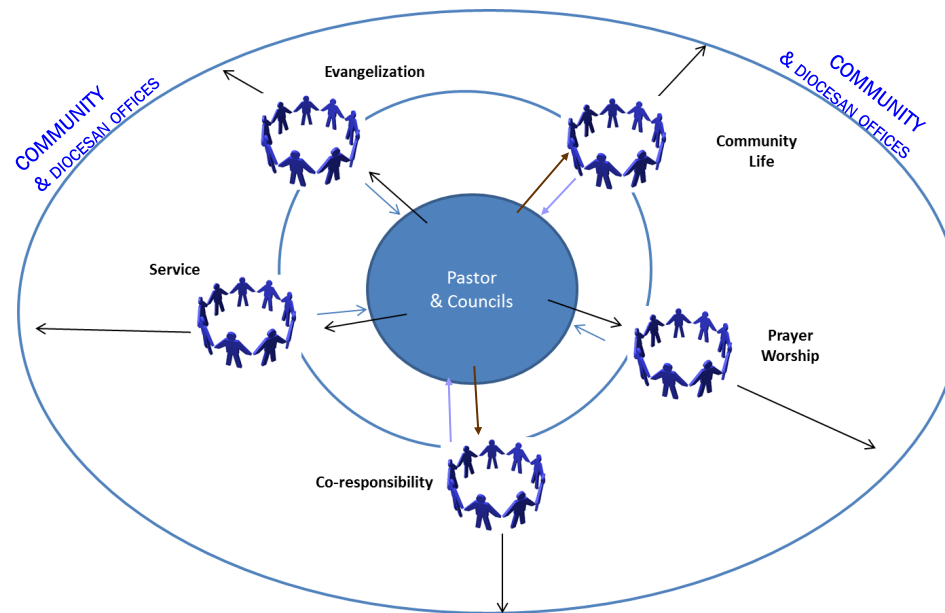 Evangelization
COMMUNITY
& DIOCESAN OFFICES
COMMUNITY
& DIOCESAN OFFICES
Community
Life
Service
Pastor
& Councils
Prayer
Worship
Co-responsibility